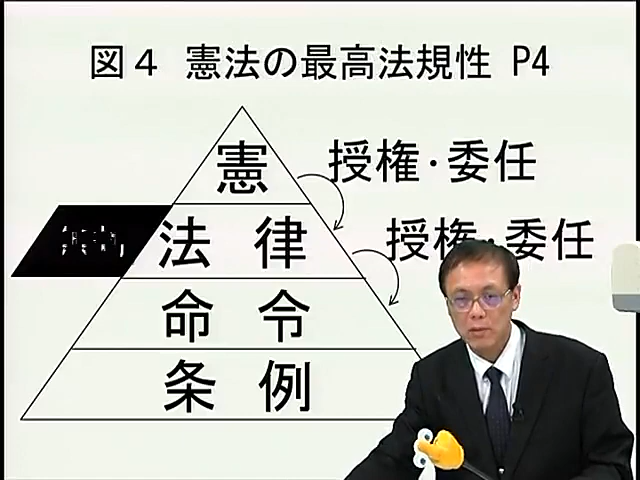 図４ 憲法の最高法規性 P4
憲
授権・委任
法律
授権・委任
命令
条例